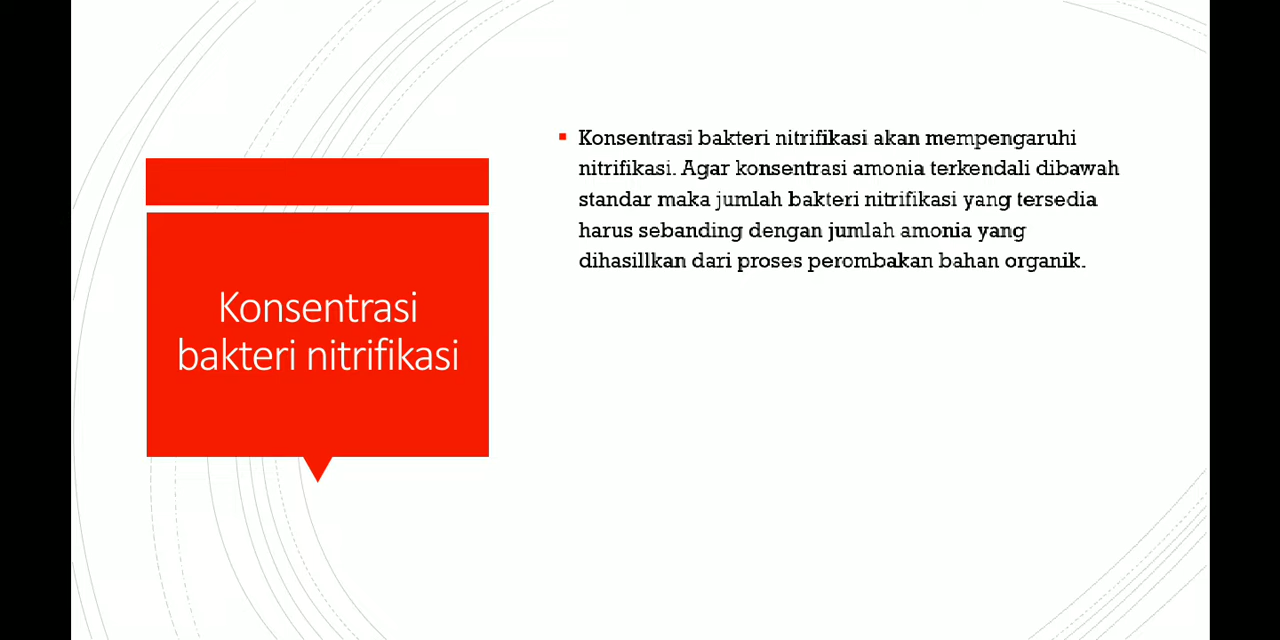 Konsentrasi
bakteri nitrifikasi
Konsentrasi bakteri nitrifikasi akan mempengaruhi
nitrifikasi. Agar konsentrasi amonia terkendali dibawah
standar maka jumlah bakteri nitrifikasi yang tersedia
harus sebanding dengan jumlah amonia yang
dihasillkan dari proses perombakan bahan organik.